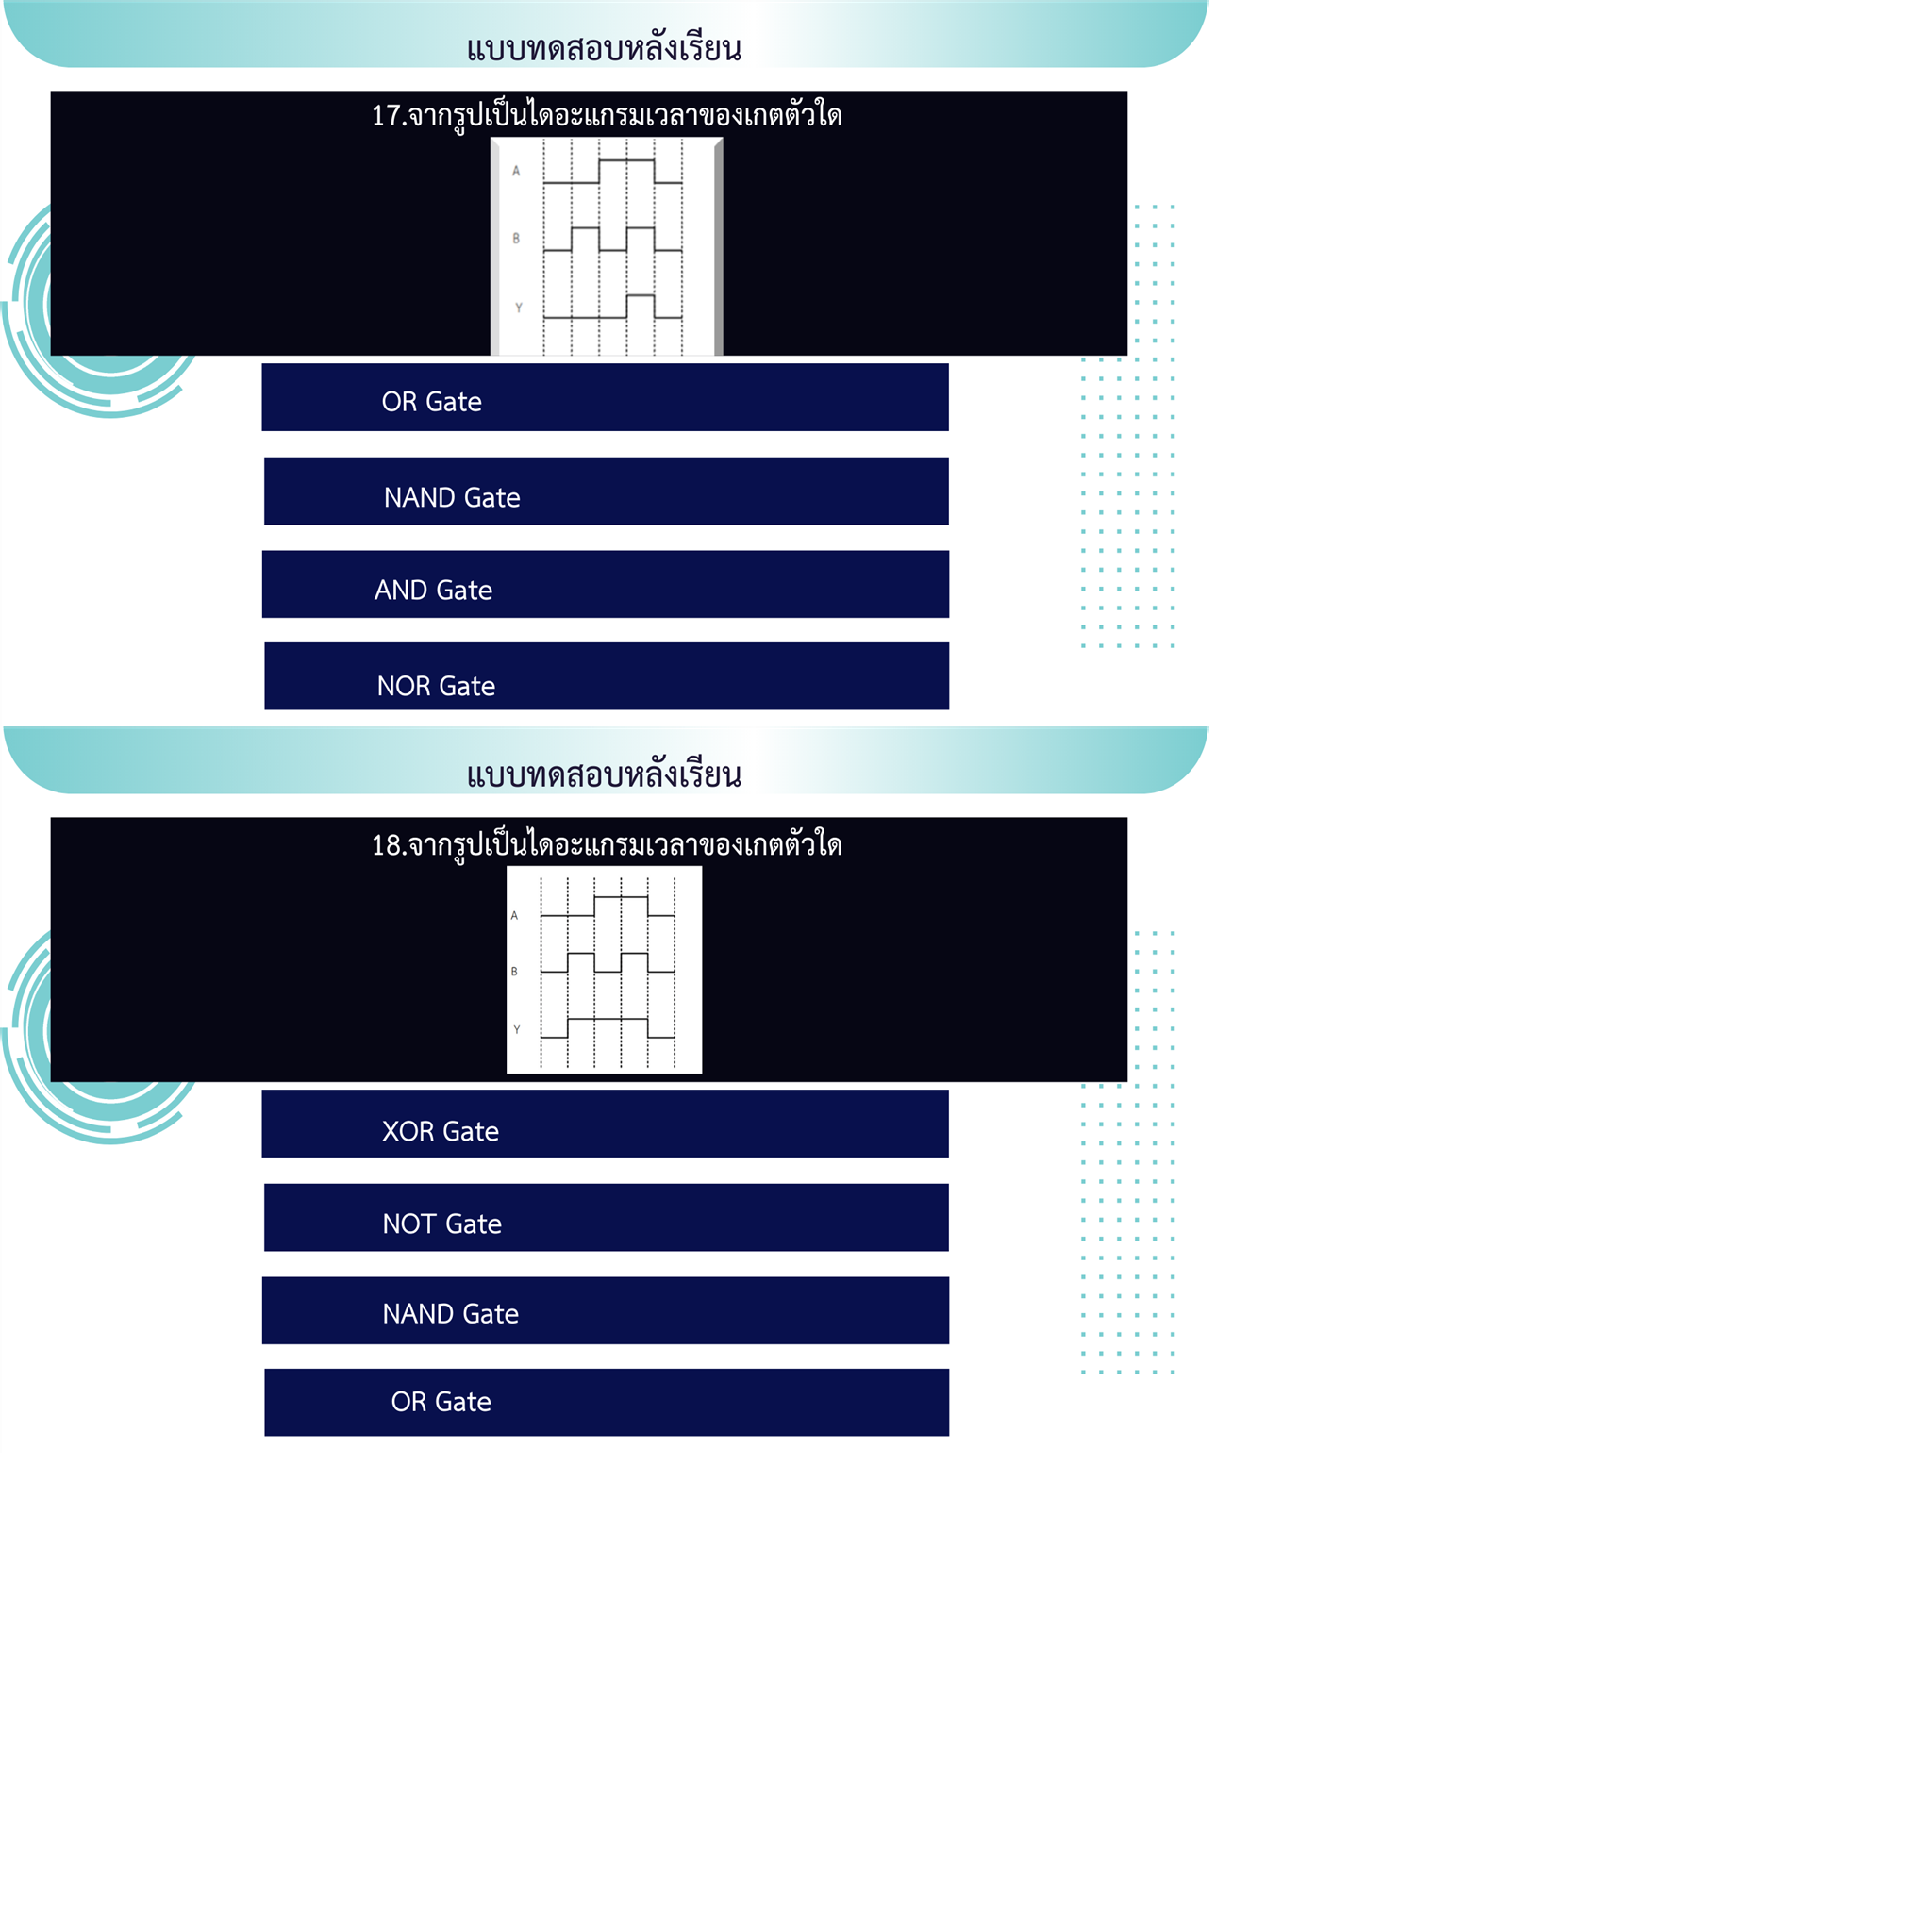 แบบทดสอบหลังเรียน
17.จากรูปเป็นไดอะแกรมเวลาของเกตตัวใด
A
B
Y
OR Gate
NAND Gate
AND Gate
NOR Gate
แบบทดสอบหลังเรียน
18.จากรูปเป็นไดอะแกรมเวลาของเกตตัวใด
A
B
Y
XOR Gate
NOT Gate
NAND Gate
OR Gate